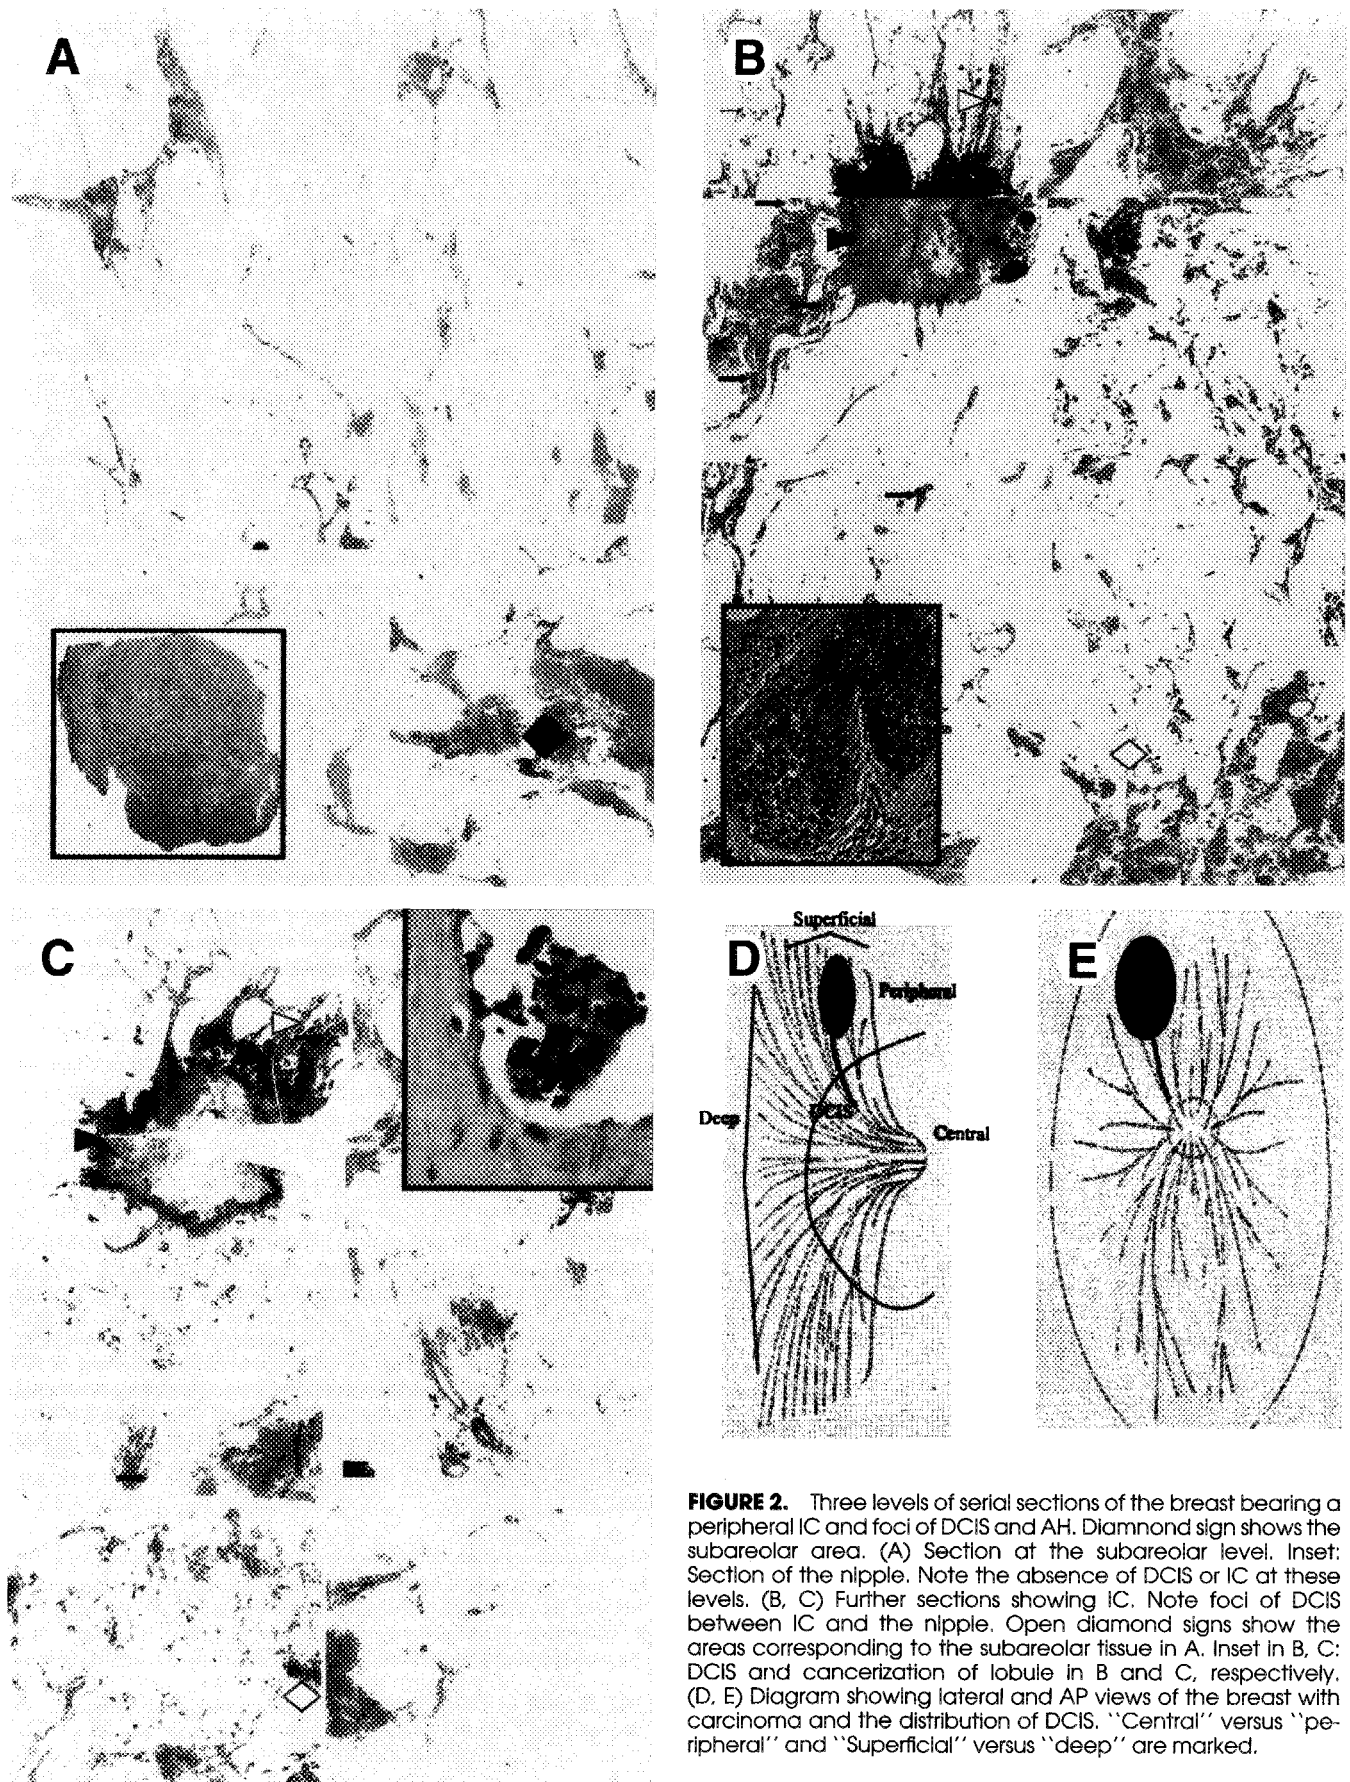 A
B
C
D
Superficial
Peripheral
Deep
DCIS
Central
E
FIGURE 2. Three levels of serial sections of the breast bearing a
peripheral IC and foci of DCIS and AH. Diamnond sign shows the
subareolar area. (A) Section at the subareolar level. Inset:
Section of the nipple. Note the absence of DCIS or IC at these
levels. (B, C) Further sections showing IC. Note foci of DCIS
between IC and the nipple. Open diamond signs show the
areas corresponding to the subareolar tissue in A. Inset in B, C:
DCIS and cancerization of lobule in B and C, respectively.
(D, E) Diagram showing lateral and AP views of the breast with
carcinoma and the distribution of DCIS. ``Central'' versus ``pe-
ripheral'' and ``Superficial'' versus ``deep'' are marked.